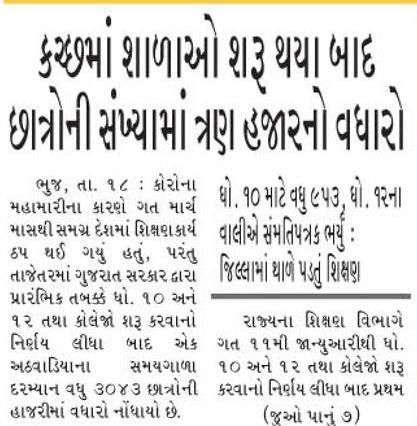 કચ્છમાં શાળાઓ શરૂ થયા બાદ
છાત્રોની સંખ્યામાં ત્રણ હજારનો વધારો
ભુજ, તા. ૧૮ : કોરોના
મહામારીના કારણે ગત માર્ચ
માસથી સમગ્ર દેશમાં શિક્ષણકાર્ય
ઠપ થઈ ગયું હતું, પરંતુ
તાજેતરમાં ગુજરાત સરકાર દ્વારા
પ્રારંભિક તબક્કે ધો. ૧૦ અને
૧૨ તથા કોલેજો શરૂ કરવાનો
નિર્ણય લીધા બાદ એક
અઠવાડિયાના સમયગાળા
દરમ્યાન વધુ ૩૦૪૩ છાત્રોની
હાજરીમાં વધારો નોંધાયો છે.
ધો. ૧૦ માટે વધુ ૯૫૩, ધો. ૧૨ના
વાલીએ સંમતિપત્રક ભર્યું :
જિલ્લામાં થાળે પડતું શિક્ષણ
રાજ્યના શિક્ષણ વિભાગે
ગત ૧૧મી જાન્યુઆરીથી ધો.
૧૦ અને ૧૨ તથા કોલેજો શરૂ
કરવાનો નિર્ણય લીધા બાદ પ્રથમ
(જુઓ પાનું ૭)